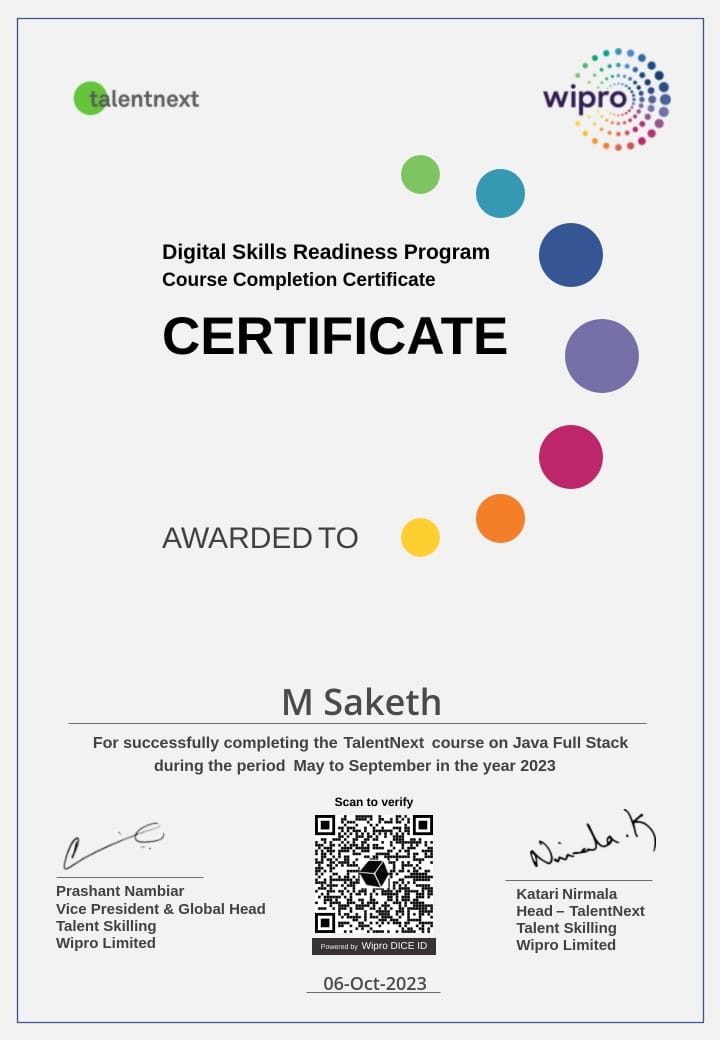 talentnext
wipro
Digital Skills Readiness Program
Course Completion Certificate
CERTIFICATE
AWARDED TO
M Saketh
For successfully completing the TalentNext course on Java Full Stack
during the period May to September in the year 2023
Scan to verify
Nirmala.K
Prashant Nambiar
Vice President & Global Head
Talent Skilling
Wipro Limited
Powered by Wipro DICE ID
Katari Nirmala
Head – TalentNext
Talent Skilling
Wipro Limited
06-Oct-2023